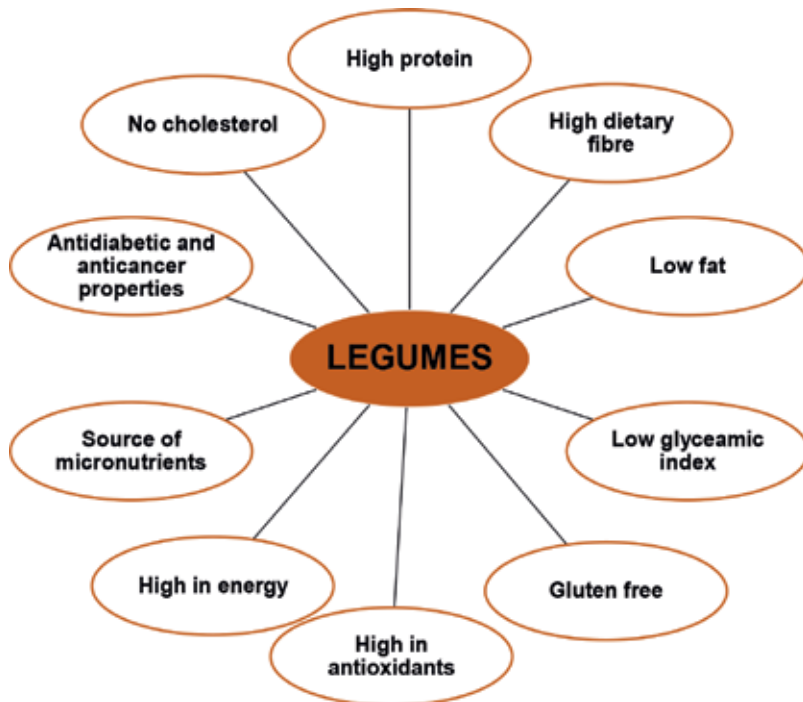 High protein
No cholesterol
High dietary
fibre
Antidiabetic and
anticancer
properties
Low fat
LEGUMES
Source of
micronutrients
Low glyceamic
index
High in energy
Gluten free
High in
antioxidants